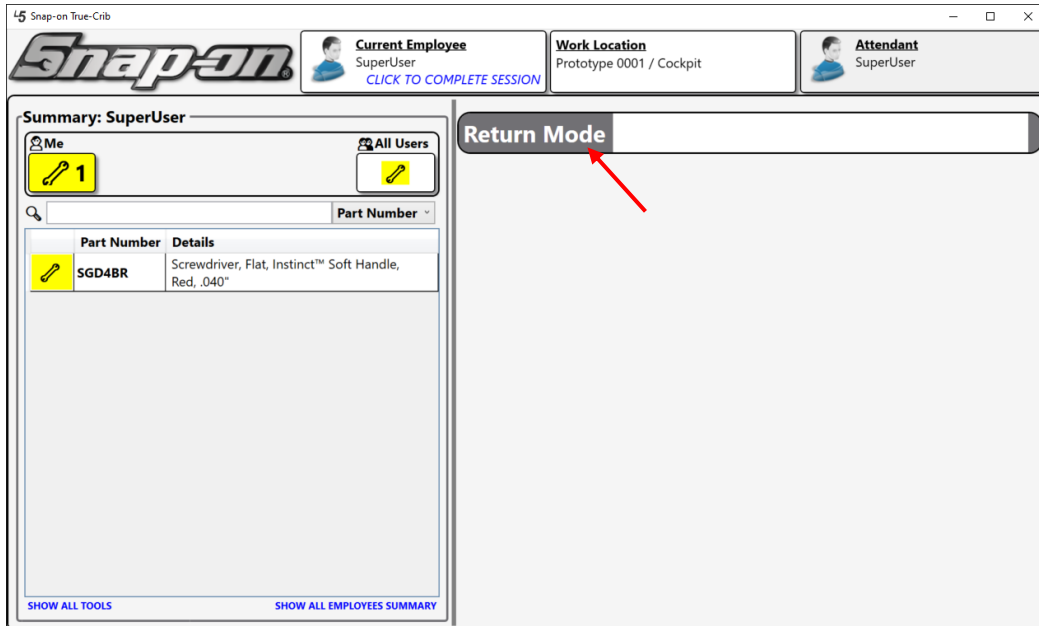 Snap-on True-Crib
Snap-on®
Current Employee
SuperUser
CLICK TO COMPLETE SESSION
Work Location
Prototype 0001 / Cockpit
Attendant
SuperUser
Summary: SuperUser
Me
All Users
1
Part Number
Part Number Details
SGD4BR
Screwdriver, Flat, Instinct™ Soft Handle,
Red, .040"
SHOW ALL TOOLS
SHOW ALL EMPLOYEES SUMMARY
Return Mode